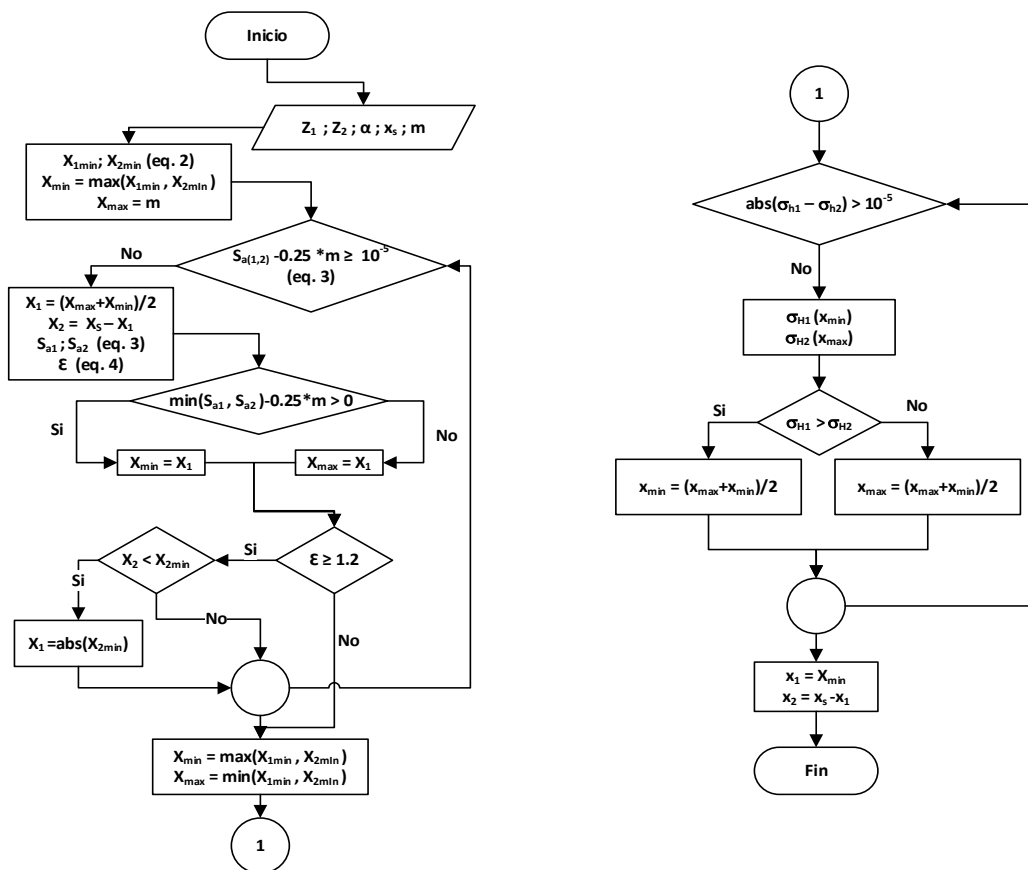 Inicio
Z₁ ; Z₂ ; α ; xₛ ; m
X₁ₘᵢₙ; X₂ₘᵢₙ (eq. 2)
Xₘᵢₙ = max(X₁ₘᵢₙ , X₂ₘIₙ)
Xₘₐₓ = m
No
Sₐ₍₁,₂₎ -0.25 *m ≥ 10⁻⁵
(eq. 3)
X₁ = (Xₘₐₓ+Xₘᵢₙ)/2
X₂ = Xₛ – X₁
Sₐ₁ ; Sₐ₂ (eq. 3)
Ɛ (eq. 4)
min(Sₐ₁ , Sₐ₂)-0.25*m > 0
Si
No
Xₘᵢₙ = X₁
Xₘₐₓ = X₁
Ɛ ≥ 1.2
Si
X₂ < X₂ₘᵢₙ
Si
No
No
X₁ =abs(X₂ₘᵢₙ)
Xₘᵢₙ = max(X₁ₘᵢₙ , X₂ₘIₙ)
Xₘₐₓ = min(X₁ₘᵢₙ , X₂ₘIₙ)
1
1
abs(σₕ₁ – σₕ₂) > 10⁻⁵
No
σH1 (xₘᵢₙ)
σH2 (xₘₐₓ)
Si
σH1 > σH2
No
xₘᵢₙ = (xₘₐₓ+xₘᵢₙ)/2
xₘₐₓ = (xₘₐₓ+xₘᵢₙ)/2
x₁ = Xₘᵢₙ
x₂ = xₛ -x₁
Fin